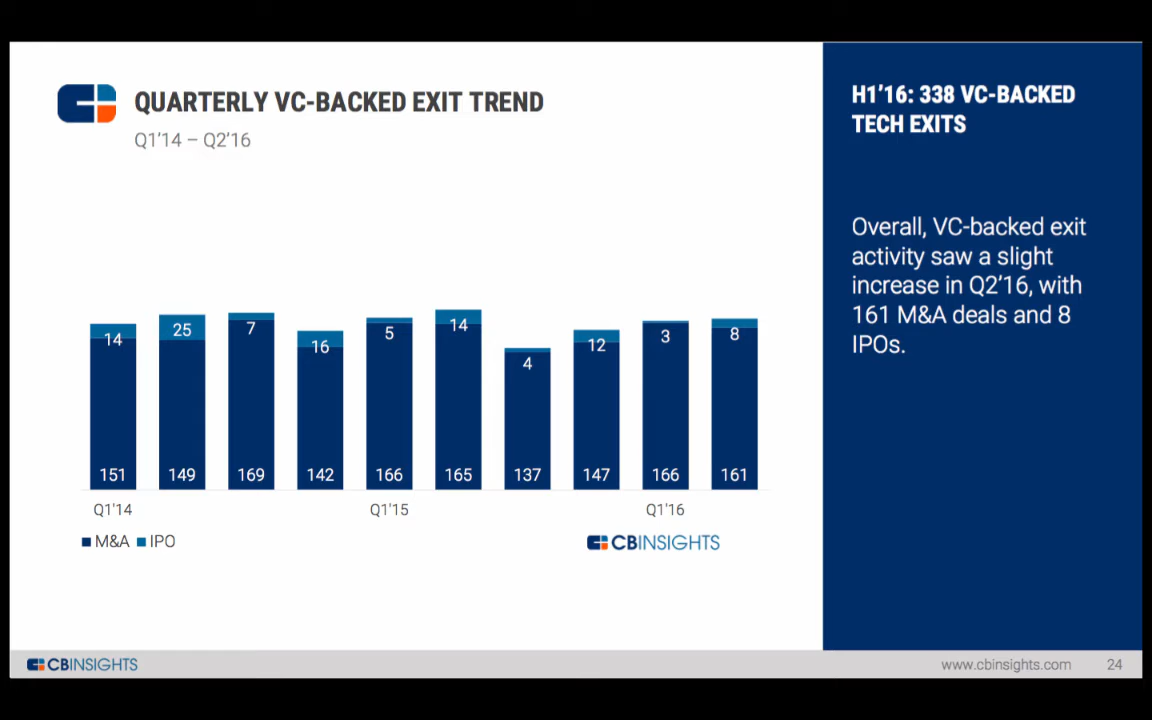 QUARTERLY VC-BACKED EXIT TREND
Q1'14 – Q2'16
14
25
7
16
5
14
4
12
3
8
151
149
169
142
166
165
137
147
166
161
Q1'14
Q1'15
Q1'16
M&A IPO
CBINSIGHTS
H1'16: 338 VC-BACKED
TECH EXITS
Overall, VC-backed exit
activity saw a slight
increase in Q2'16, with
161 M&A deals and 8
IPOs.
CBINSIGHTS
www.cbinsights.com 24